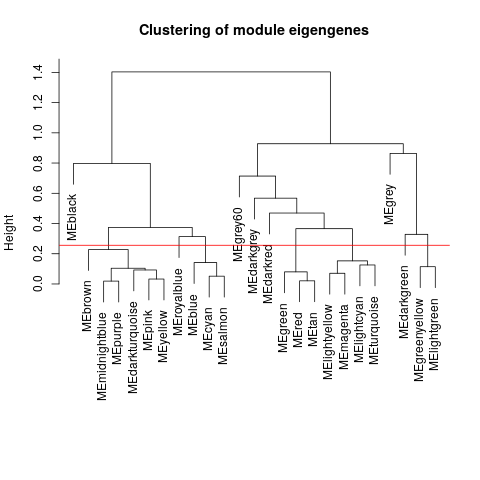 Clustering of module eigengenes
Height
1.4
1.2
1.0
0.8
0.6
0.4
0.2
0.0
MEblack
MEbrown
MEmidnightblue
MEpurple
MEdarkturquoise
MEpink
MEyellow
MEroyalblue
MEblue
MEcyan
MEsalmon
MEgrey60
MEdarkgrey
MEdarkred
MEgreen
MEred
MEtan
MElightyellow
MEmagenta
MElightcyan
MEturquoise
MEgrey
MEdarkgreen
MEgreenyellow
MElightgreen